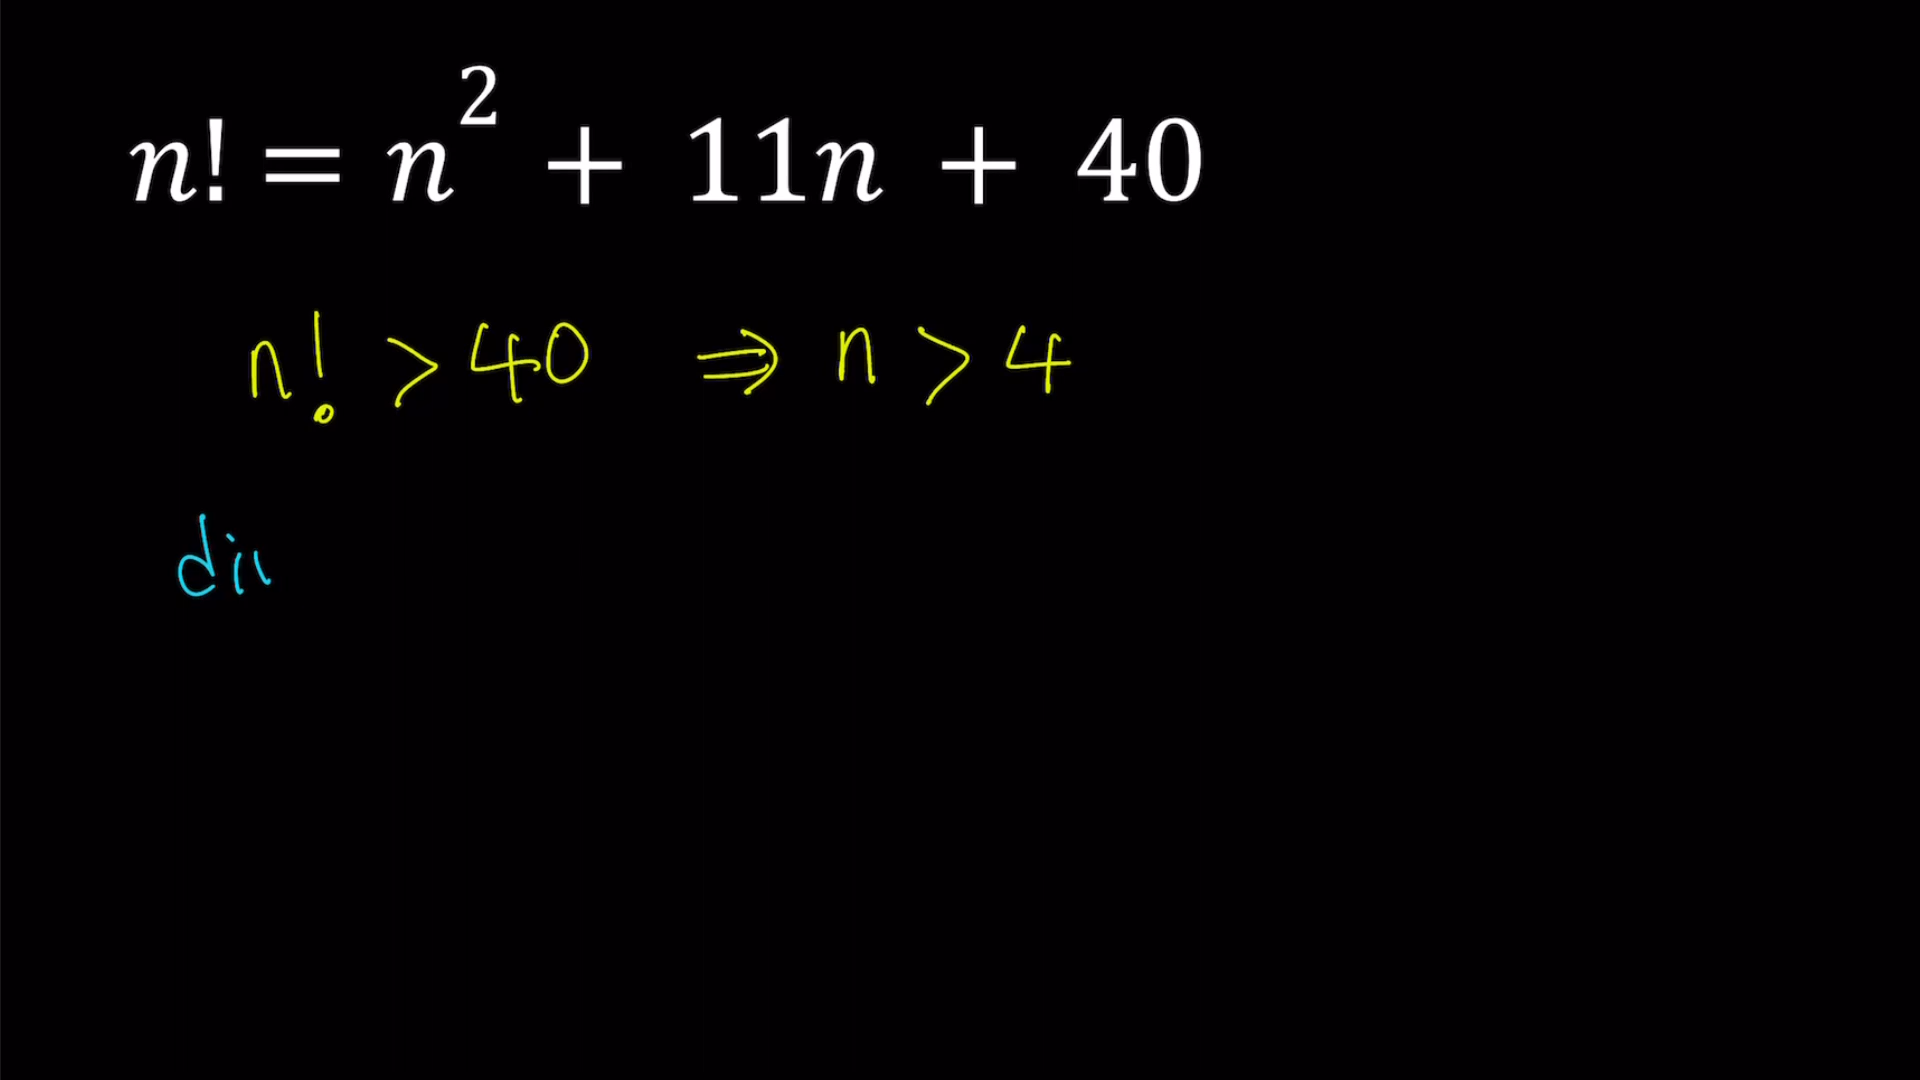 n! = n² + 11n + 40
n! > 40 ⇒ n > 4